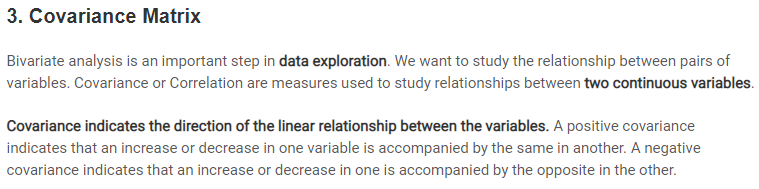 3. Covariance Matrix
Bivariate analysis is an important step in data exploration. We want to study the relationship between pairs of
variables. Covariance or Correlation are measures used to study relationships between two continuous variables.
Covariance indicates the direction of the linear relationship between the variables. A positive covariance
indicates that an increase or decrease in one variable is accompanied by the same in another. A negative
covariance indicates that an increase or decrease in one is accompanied by the opposite in the other.